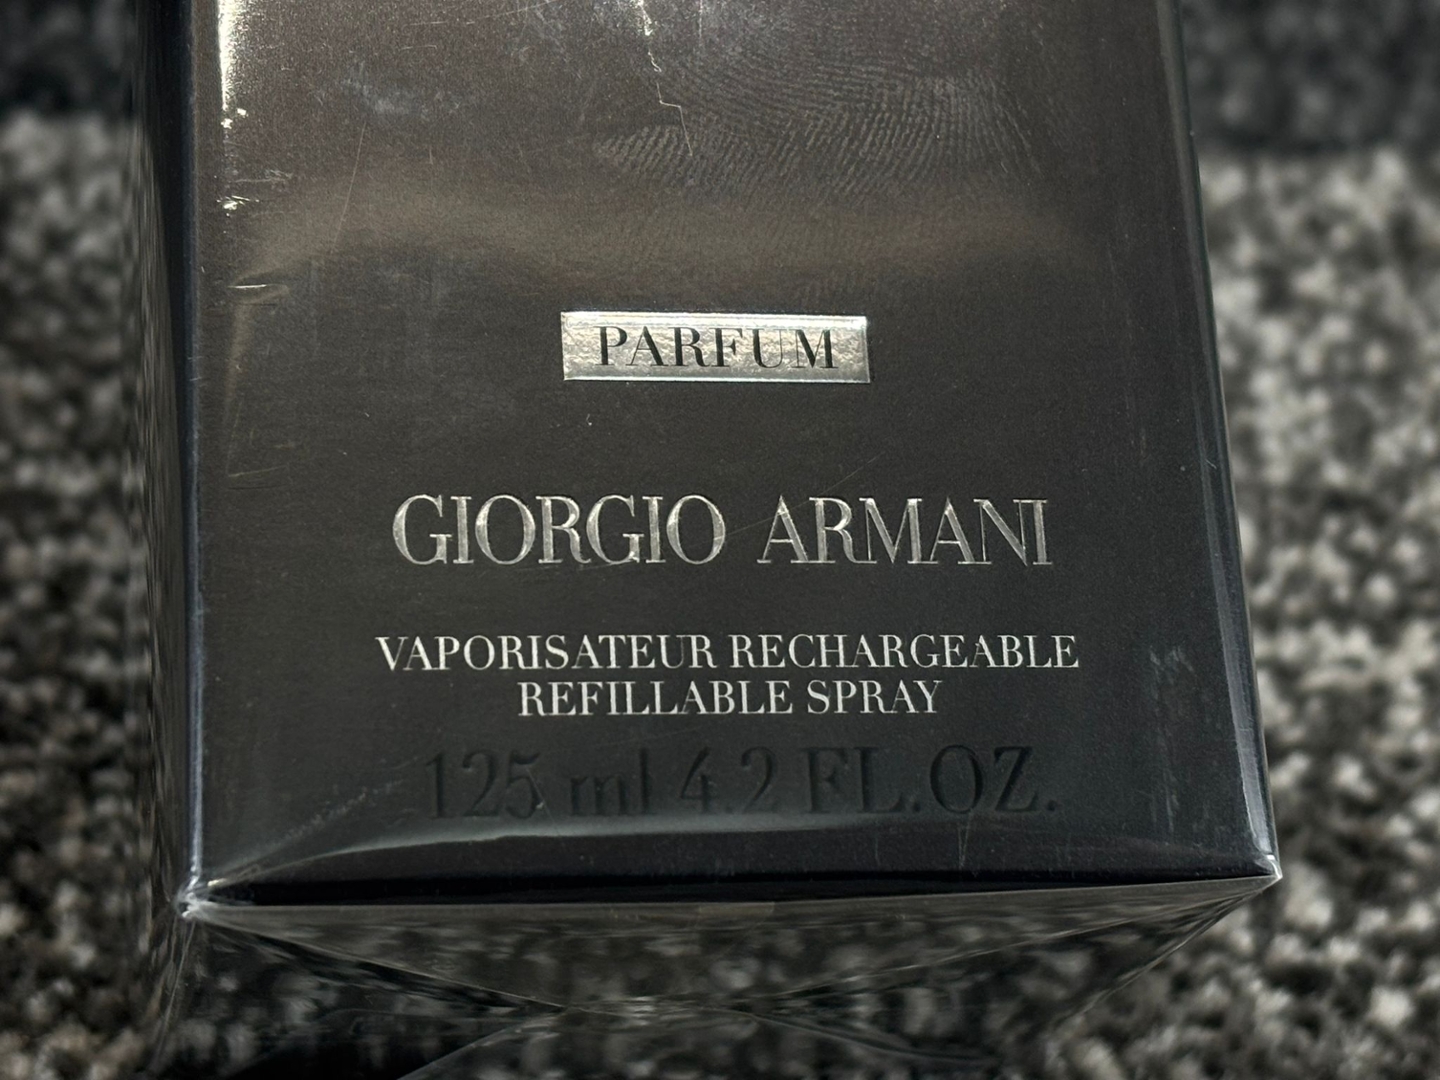 PARFUM
GIORGIO ARMANI
VAPORISATEUR RECHARGEABLE
REFILLABLE SPRAY
125 ml 4.2 FL.OZ.